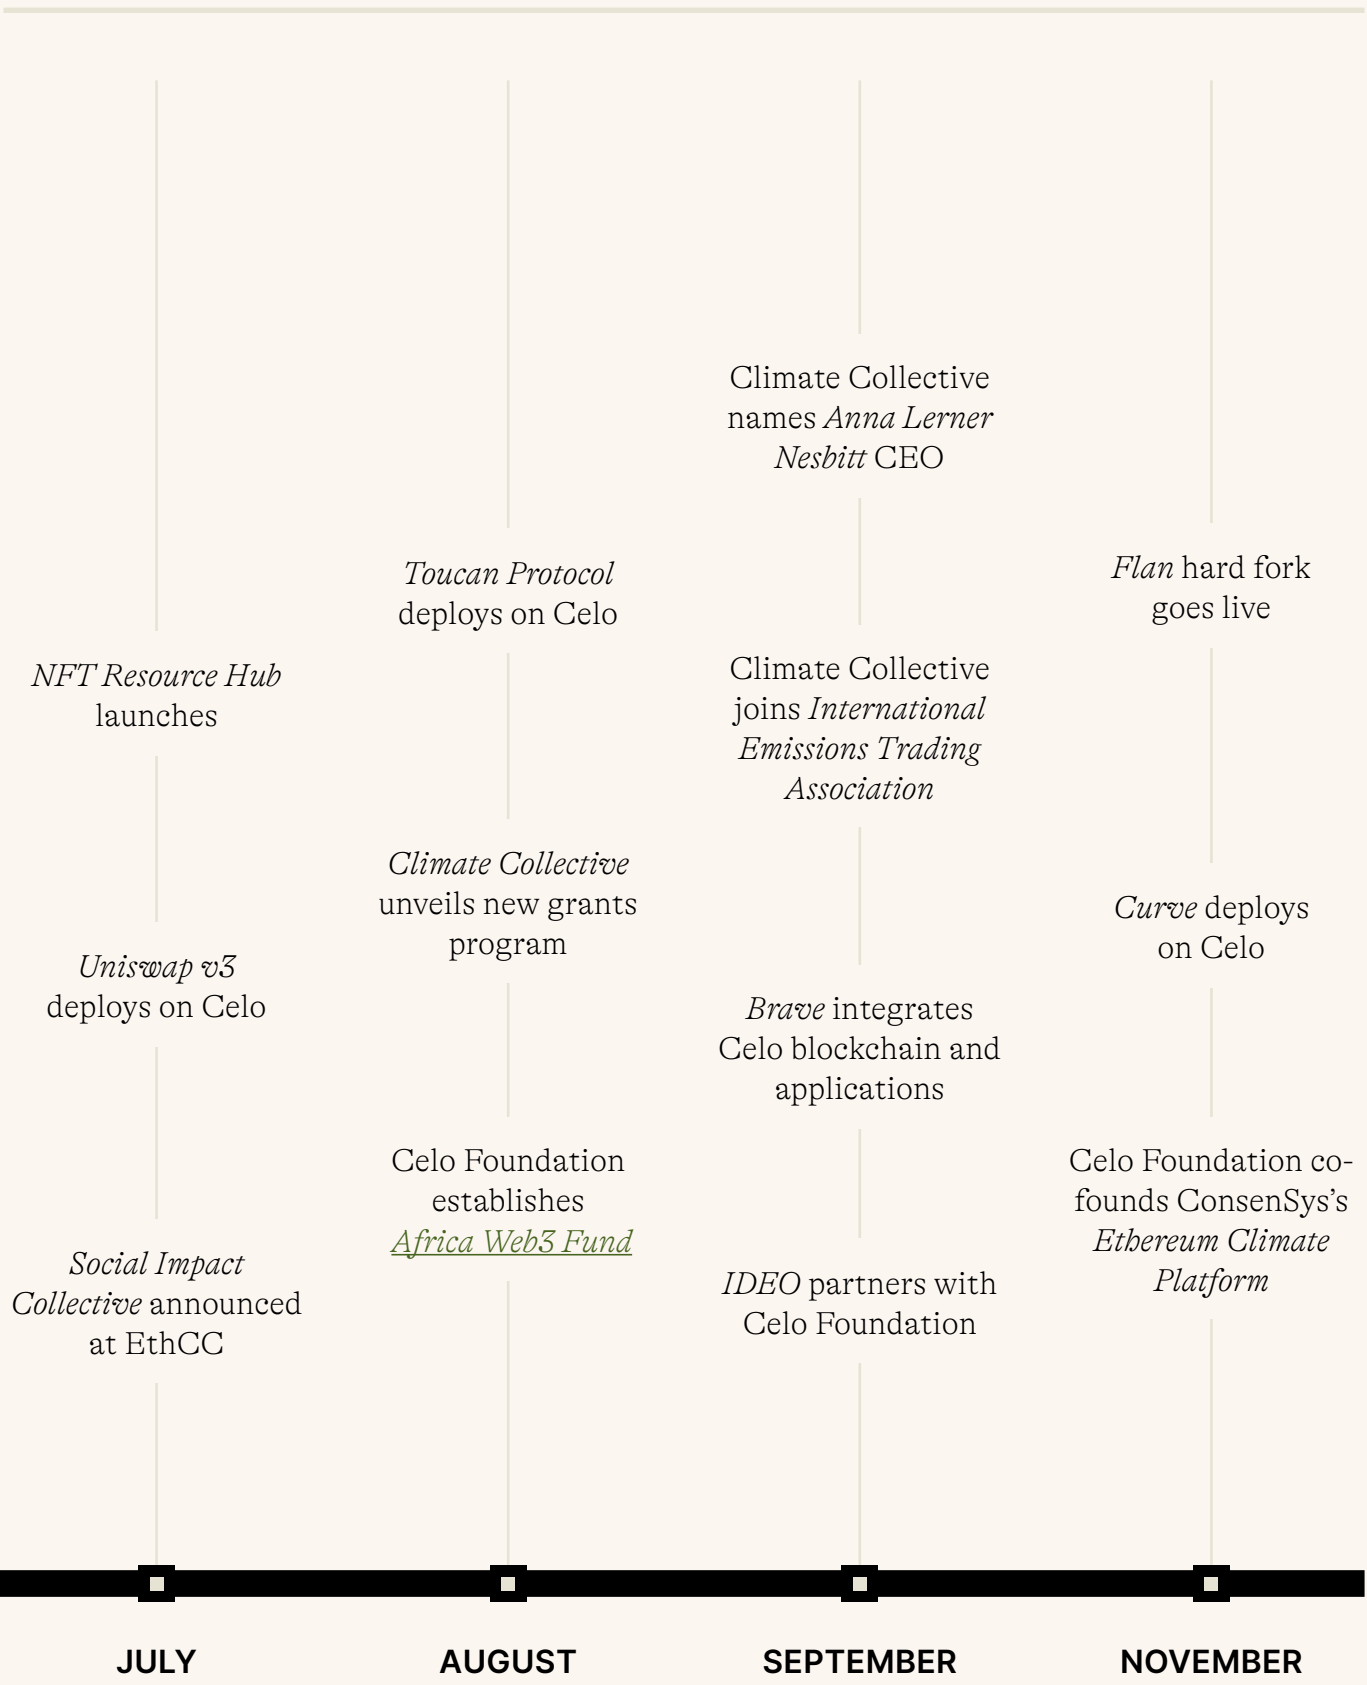 NFT Resource Hub
launches
Uniswap v3
deploys on Celo
Social Impact
Collective announced
at EthCC
JULY
Toucan Protocol
deploys on Celo
Climate Collective
unveils new grants
program
Celo Foundation
establishes
Africa Web3 Fund
AUGUST
Climate Collective
names Anna Lerner
Nesbitt CEO
Climate Collective
joins International
Emissions Trading
Association
Brave integrates
Celo blockchain and
applications
IDEO partners with
Celo Foundation
SEPTEMBER
Flan hard fork
goes live
Curve deploys
on Celo
Celo Foundation co-
founds ConsenSys’s
Ethereum Climate
Platform
NOVEMBER